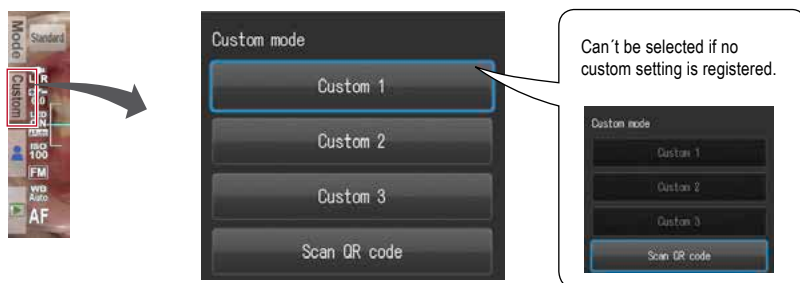 Mode
Standard
Custom
ISO
100
FM
WB
Auto
AF
Custom mode
Custom 1
Custom 2
Custom 3
Scan QR code
Can´t be selected if no
custom setting is registered.
Custom mode
Custom 1
Custom 2
Custom 3
Scan QR code